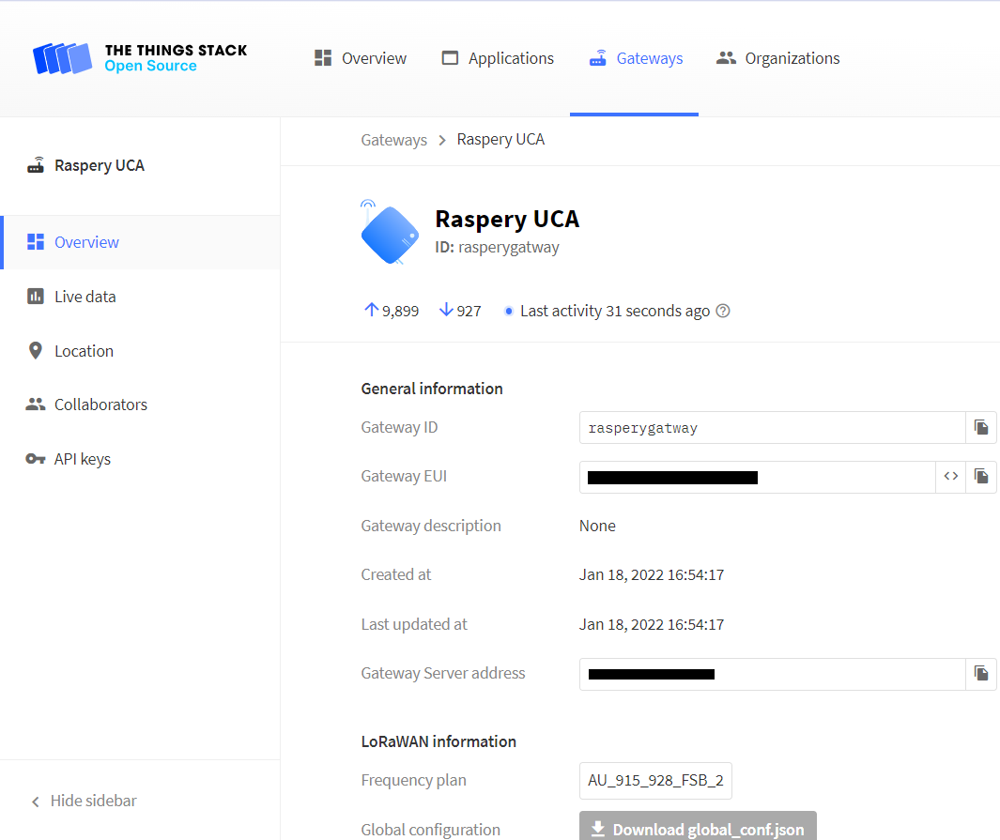 THE THINGS STACK
Open Source
Overview
Applications
Gateways
Organizations
Raspery UCA
Overview
Live data
Location
Collaborators
API keys
Hide sidebar
Gateways > Raspery UCA
Raspery UCA
ID: rasperygatway
9,899 927 Last activity 31 seconds ago ?
General information
Gateway ID rasperygatway
Gateway EUI <>
Gateway description None
Created at Jan 18, 2022 16:54:17
Last updated at Jan 18, 2022 16:54:17
Gateway Server address
LoRaWAN information
Frequency plan AU_915_928_FSB_2
Global configuration Download global_conf.json